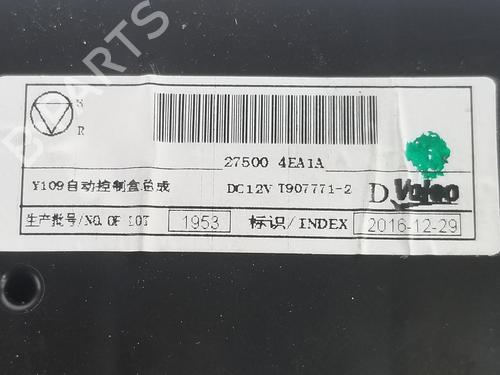 S
R
27500 4EA1A
Y109自动控制盒总成 DC12V T907771-2 D Valeo
生产批号/NO.OF LOT 1953 标识/INDEX 2016-12-29
B PARTS